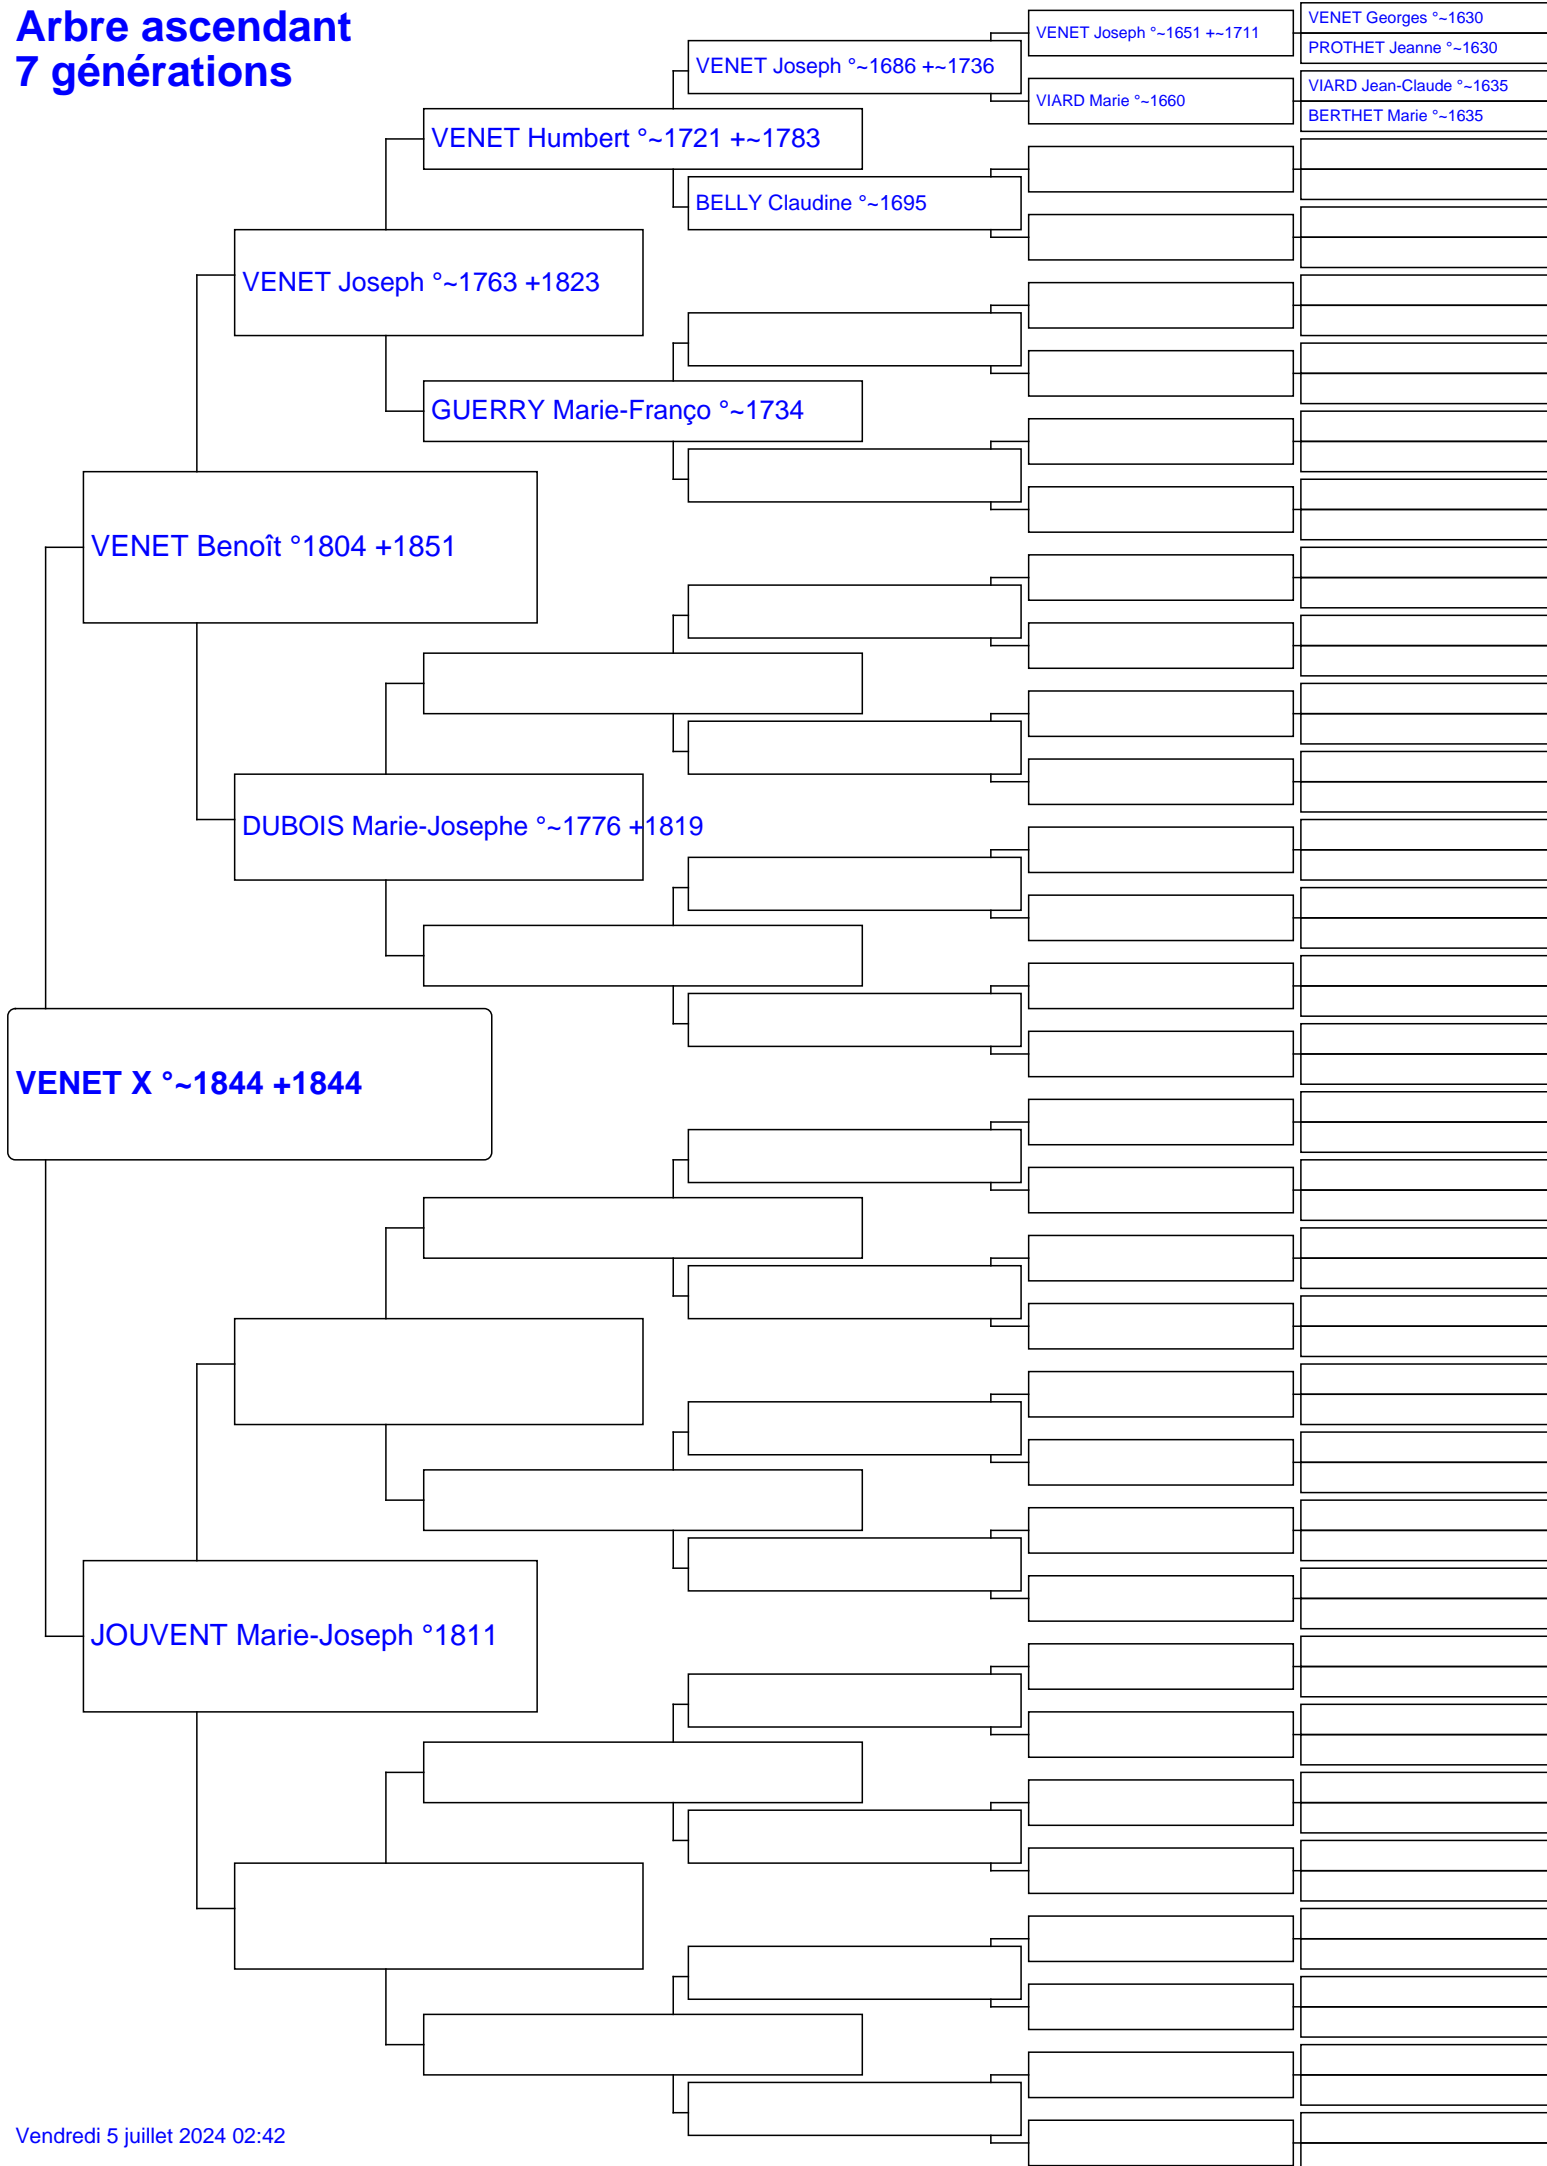 Arbre ascendant
7 générations
VENET Georges °~1630
VENET Joseph °~1651 +~1711
PROTHET Jeanne °~1630
VENET Joseph °~1686 +~1736
VIARD Jean-Claude °~1635
VIARD Marie °~1660
BERTHET Marie °~1635
VENET Humbert °~1721 +~1783
BELLY Claudine °~1695
VENET Joseph °~1763 +1823
GUERRY Marie-Franço °~1734
VENET Benoît °1804 +1851
DUBOIS Marie-Josephe °~1776 +1819
VENET X °~1844 +1844
JOUVENT Marie-Joseph °1811
Vendredi 5 juillet 2024 02:42